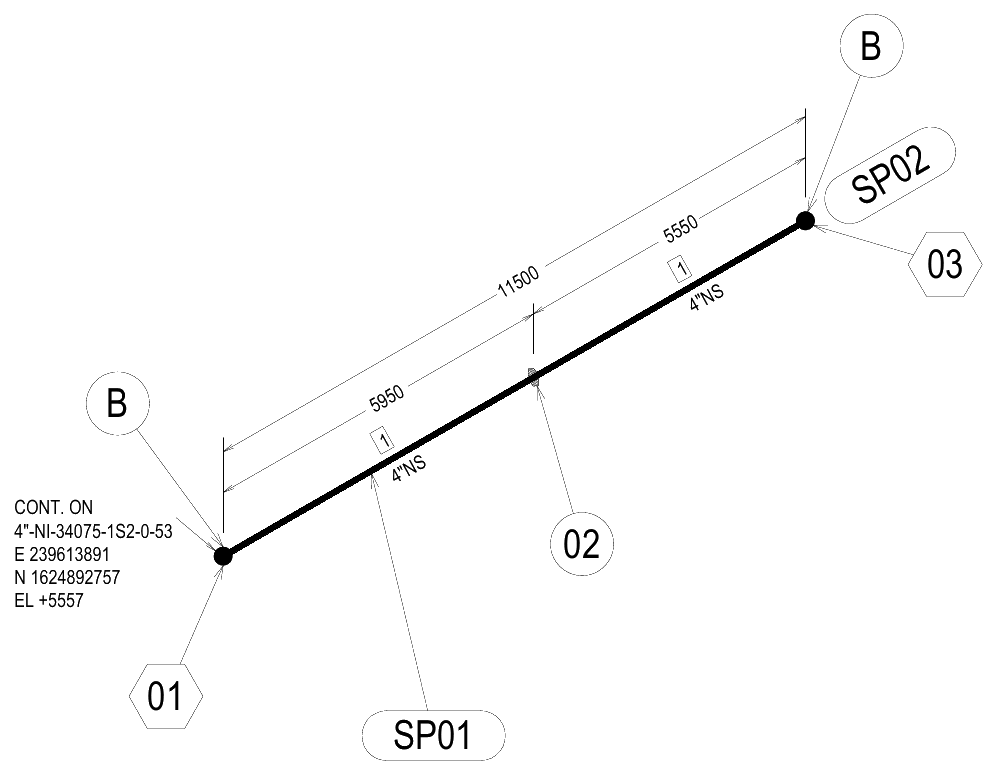 B
SP02
03
5550
1
4"NS
11500
5950
1
4"NS
B
02
CONT. ON
4"-NI-34075-1S2-0-53
E 239613891
N 1624892757
EL +5557
01
SP01